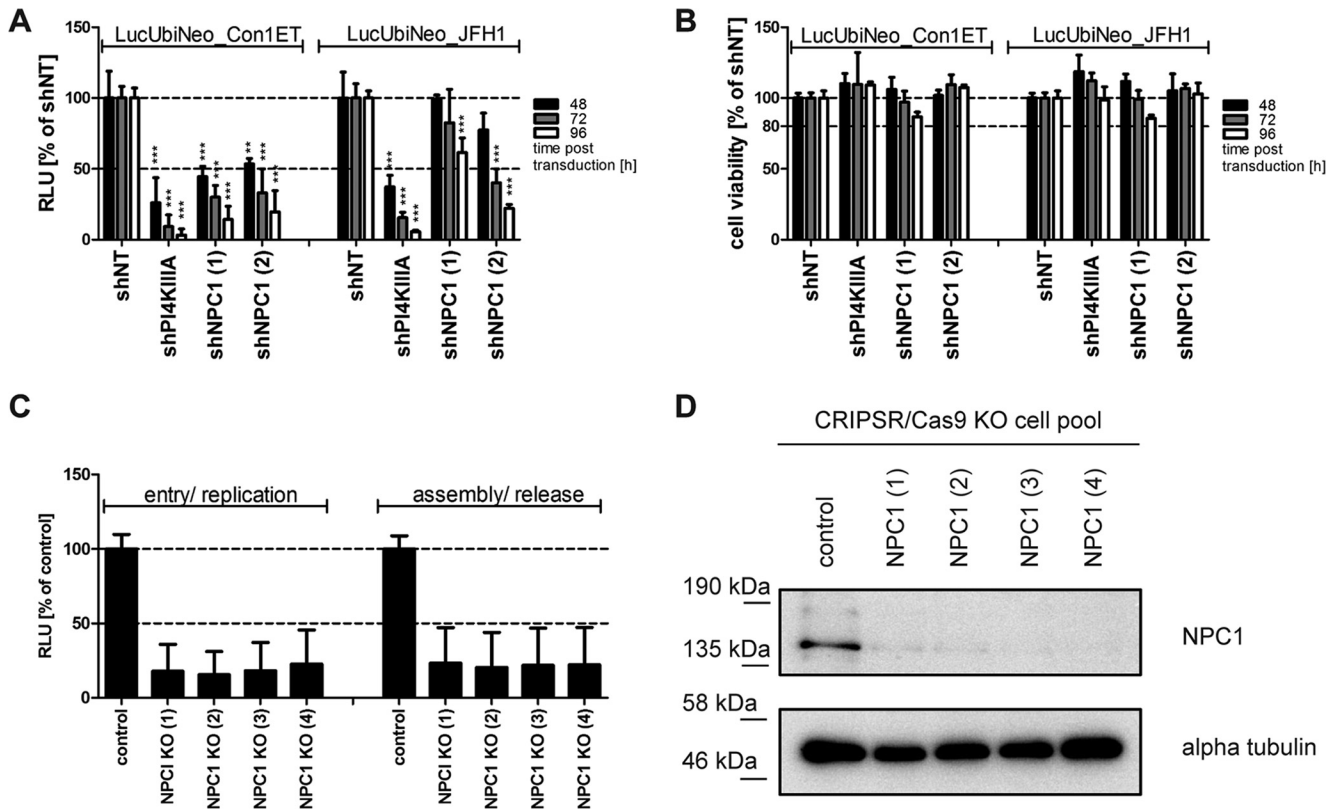 A
LucUbiNeo_Con1ET
LucUbiNeo_JFH1
RLU [% of shNT]
150
100
50
0
***
***
***
***
**
***
**
***
***
***
***
***
***
***
***
48
72
96
time post
transduction [h]
shNT
shPI4KIIIA
shNPC1 (1)
shNPC1 (2)
shNT
shPI4KIIIA
shNPC1 (1)
shNPC1 (2)
B
LucUbiNeo_Con1ET
LucUbiNeo_JFH1
cell viability [% of shNT]
150
100
80
50
0
48
72
96
time post
transduction [h]
shNT
shPI4KIIIA
shNPC1 (1)
shNPC1 (2)
shNT
shPI4KIIIA
shNPC1 (1)
shNPC1 (2)
C
entry/ replication
assembly/ release
RLU [% of control]
150
100
50
0
control
NPCI KO (1)
NPC1 KO (2)
NPC1 KO (3)
NPC1 KO (4)
control
NPCI KO (1)
NPC1 KO (2)
NPC1 KO (3)
NPC1 KO (4)
D
CRIPSR/Cas9 KO cell pool
control
NPC1 (1)
NPC1 (2)
NPC1 (3)
NPC1 (4)
190 kDa
135 kDa
NPC1
58 kDa
46 kDa
alpha tubulin